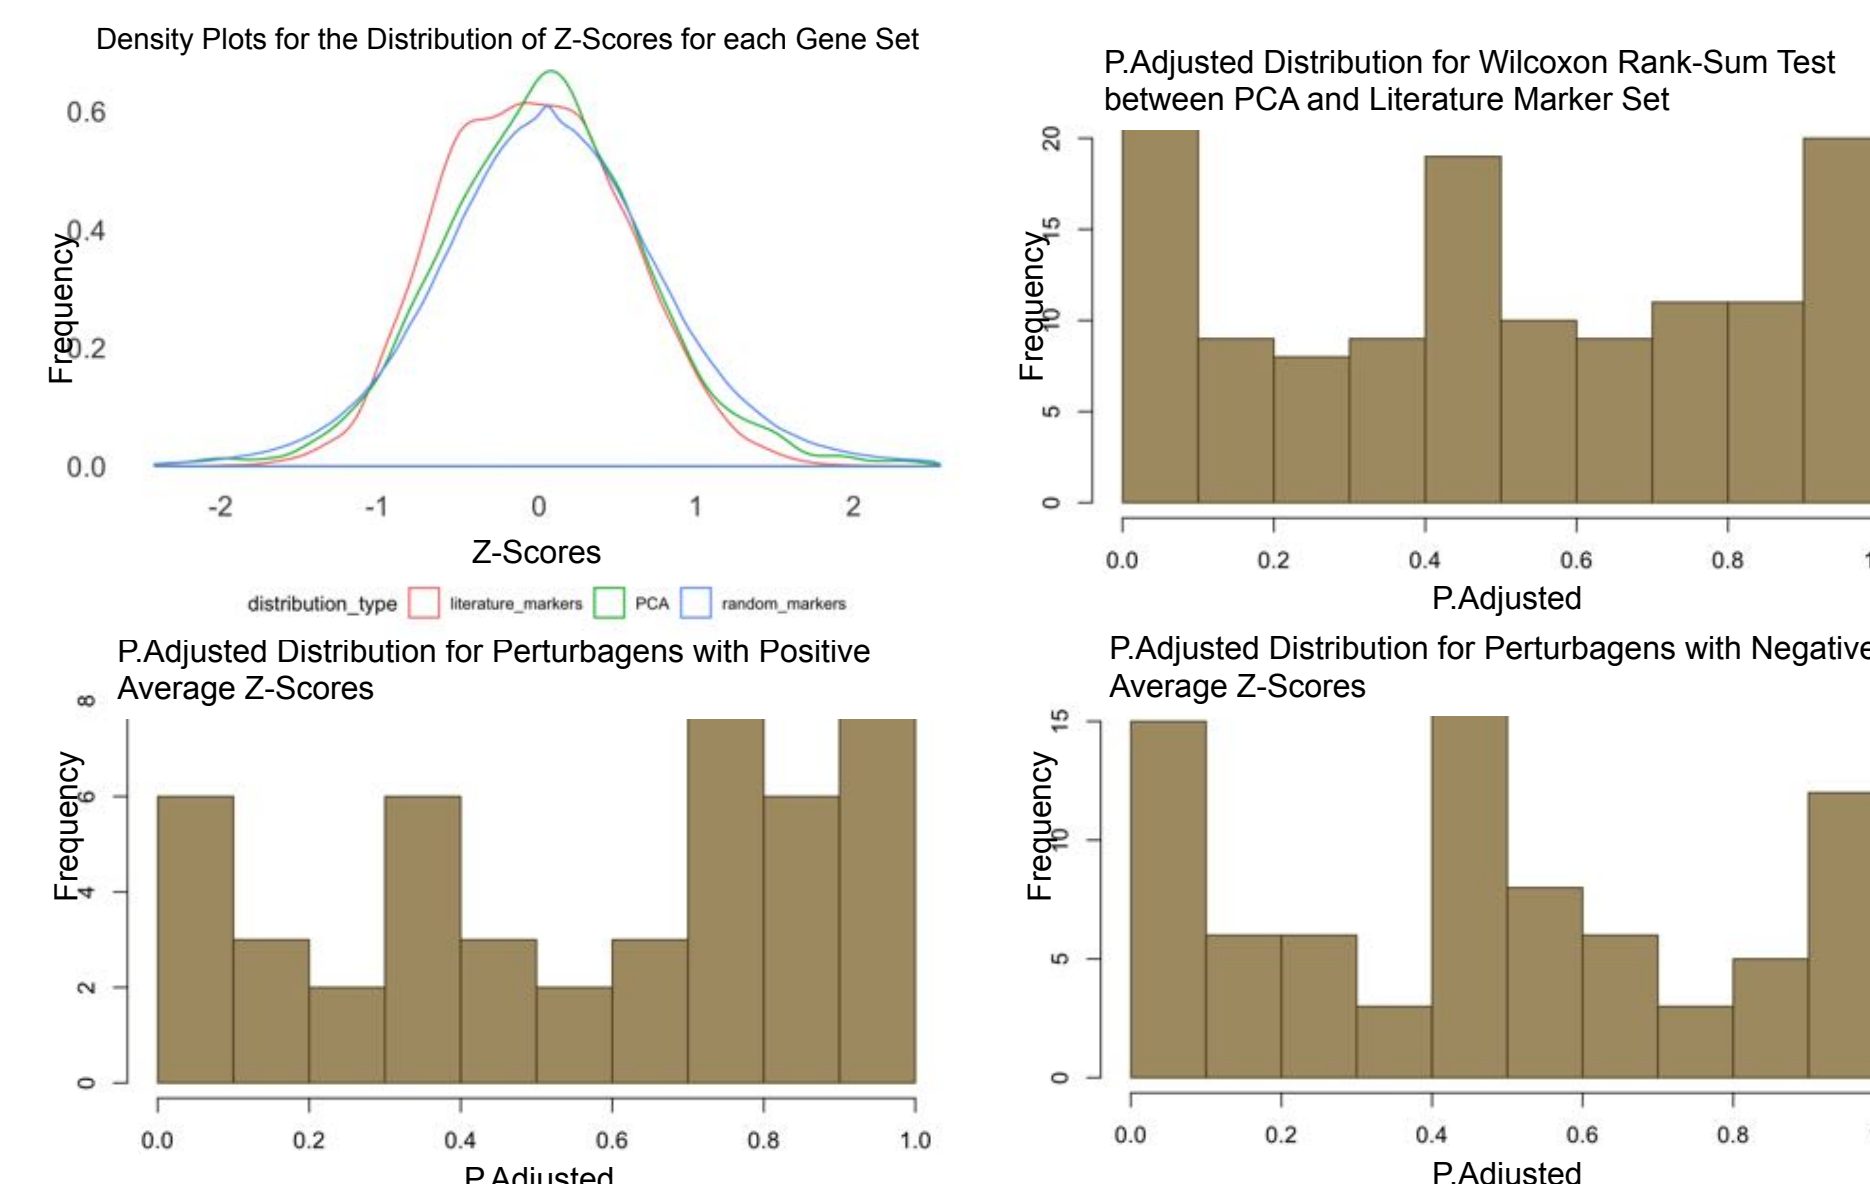 Density Plots for the Distribution of Z-Scores for each Gene Set
0.6
0.4
0.2
0.0
Frequency
-2 -1 0 1 2
Z-Scores
distribution_type literature_markers PCA random_markers
P.Adjusted Distribution for Wilcoxon Rank-Sum Test
between PCA and Literature Marker Set
20
15
10
5
0
Frequency
0.0 0.2 0.4 0.6 0.8 1
P.Adjusted
P.Adjusted Distribution for Perturbagens with Positive
Average Z-Scores
8
6
4
2
0
Frequency
0.0 0.2 0.4 0.6 0.8 1.0
P.Adjusted
P.Adjusted Distribution for Perturbagens with Negative
Average Z-Scores
15
10
5
0
Frequency
0.0 0.2 0.4 0.6 0.8
P.Adjusted